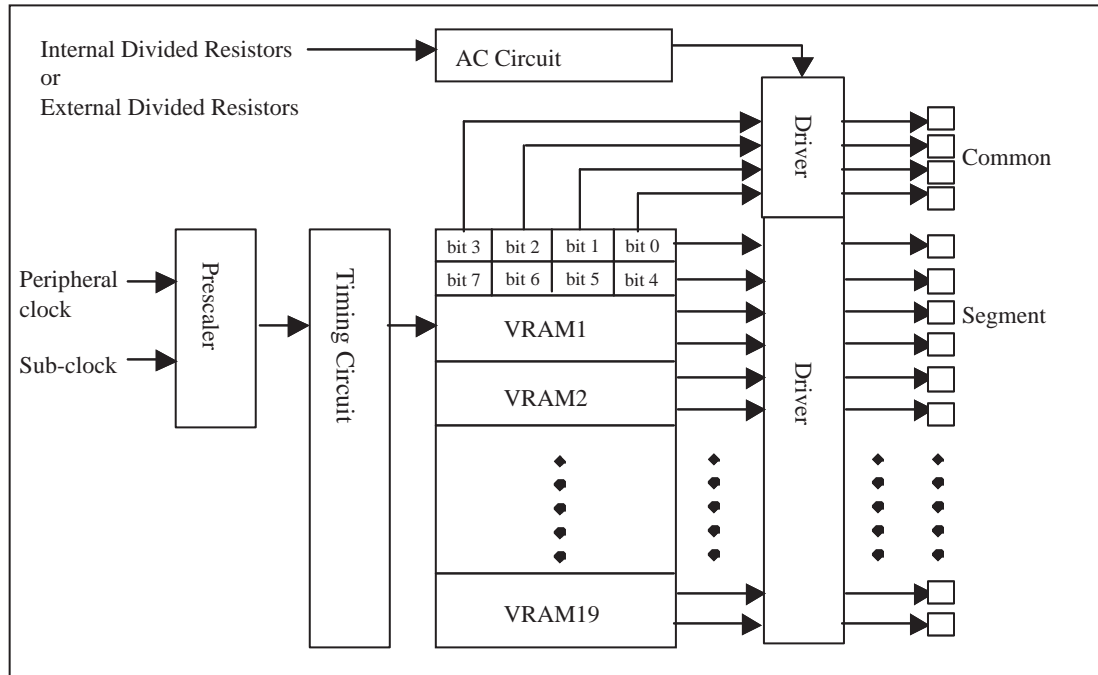 Internal Divided Resistors
or
External Divided Resistors
AC Circuit
Driver
Common
bit 3 bit 2 bit 1 bit 0
bit 7 bit 6 bit 5 bit 4
Peripheral
clock
Sub-clock
Prescaler
Timing Circuit
VRAM1
VRAM2
VRAM19
Driver
Segment